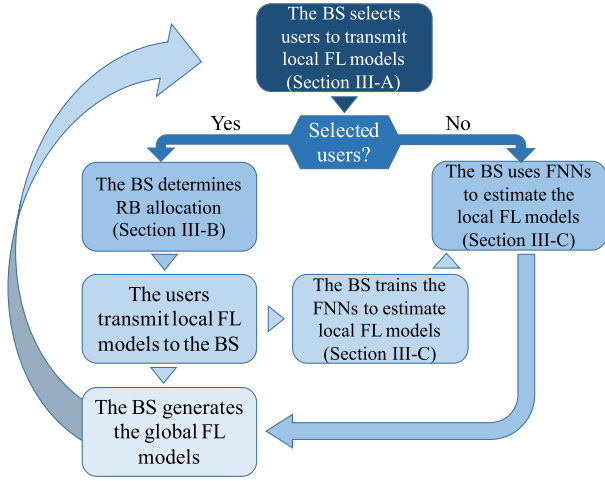 The BS selects
users to transmit
local FL models
(Section III-A)
Yes
Selected
users?
No
The BS determines
RB allocation
(Section III-B)
The BS uses FNNs
to estimate the
local FL models
(Section III-C)
The users
transmit local FL
models to the BS
The BS trains the
FNNs to estimate
local FL models
(Section III-C)
The BS generates
the global FL
models